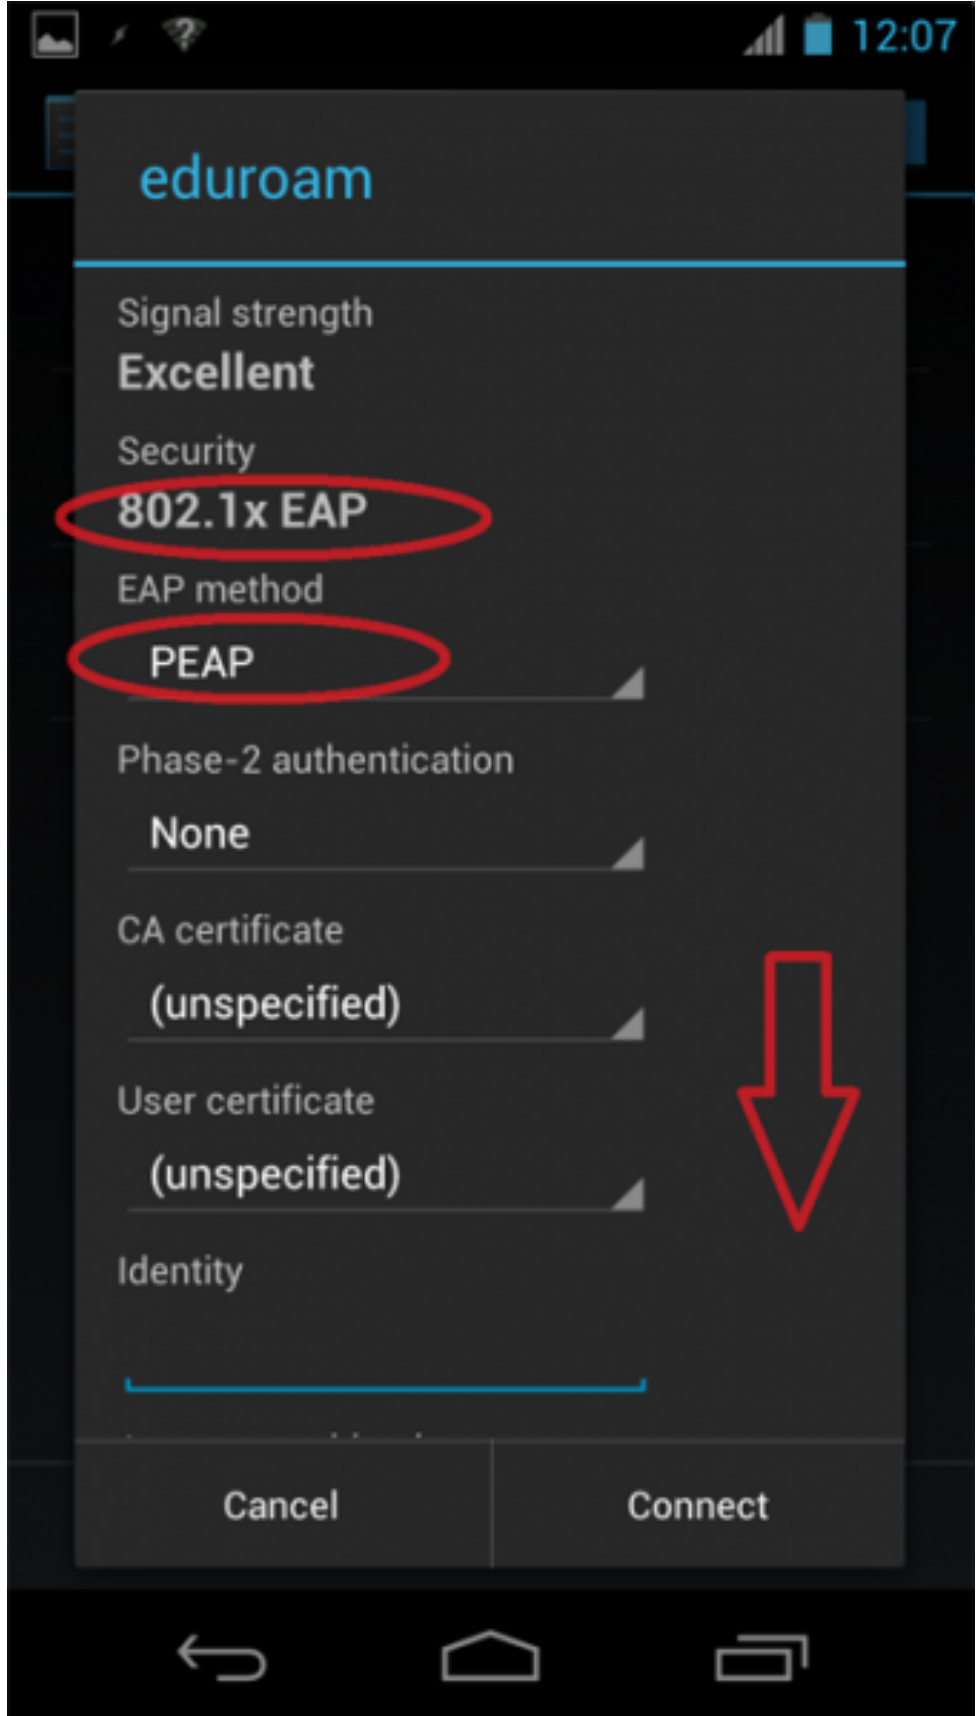 12:07
eduroam
Signal strength
Excellent
Security
802.1x EAP
EAP method
PEAP
Phase-2 authentication
None
CA certificate
(unspecified)
User certificate
(unspecified)
Identity
Cancel
Connect